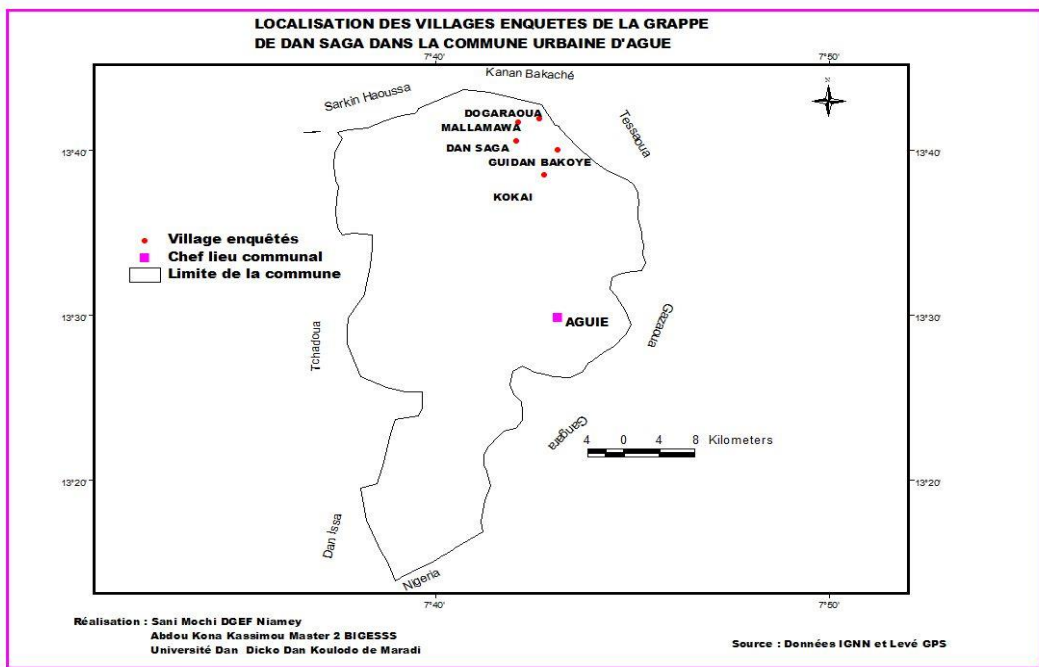 LOCALISATION DES VILLAGES ENQUETES DE LA GRAPPE
DE DAN SAGA DANS LA COMMUNE URBAINE D'AGUE
7°40'
7°50'
Kanan Bakaché
Sarkin Haoussa
Tessaoua
DOGARAOUA
MALLAMAWA
DAN SAGA
GUIDAN BAKOYE
KOKAI
13°40'
13°40'
Village enquêtés
Chef lieu communal
Limite de la commune
13°30'
AGUIE
13°30'
Tchadoua
Gazaoua
Gangara
4 0 4 8 Kilometers
13°20'
13°20'
Dan Issa
Nigeria
7°40'
7°50'
N
Réalisation : Sani Mochi DGEF Niamey
Abdou Kona Kassimou Master 2 BIGESSS
Université Dan Dicko Dan Koulodo de Maradi
Source : Données IGNN et Levé GPS